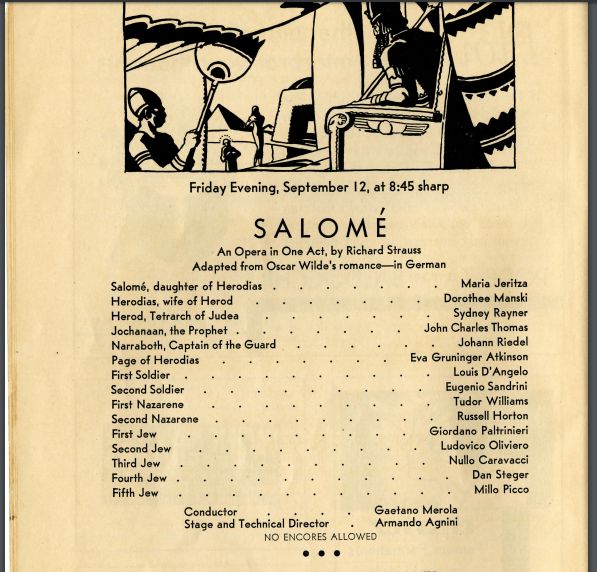 Friday Evening, September 12, at 8:45 sharp
SALOMÉ
An Opera in One Act, by Richard Strauss
Adapted from Oscar Wilde's romance—in German
Salomé, daughter of Herodias . . . . . . . Maria Jeritza
Herodias, wife of Herod . . . . . . . Dorothee Manski
Herod, Tetrarch of Judea . . . . . . . Sydney Rayner
Jochanaan, the Prophet . . . . . . . John Charles Thomas
Narraboth, Captain of the Guard . . . . . . Johann Riedel
Page of Herodias . . . . . . . Eva Gruninger Atkinson
First Soldier . . . . . . . . . Louis D'Angelo
Second Soldier . . . . . . . . Eugenio Sandrini
First Nazarene . . . . . . . . Tudor Williams
Second Nazarene . . . . . . . . Russell Horton
First Jew . . . . . . . . Giordano Paltrinieri
Second Jew . . . . . . . . Ludovico Oliviero
Third Jew . . . . . . . . . Nullo Caravacci
Fourth Jew . . . . . . . . . . Dan Steger
Fifth Jew . . . . . . . . . Millo Picco
Conductor . . . . Gaetano Merola
Stage and Technical Director . Armando Agnini
NO ENCORES ALLOWED